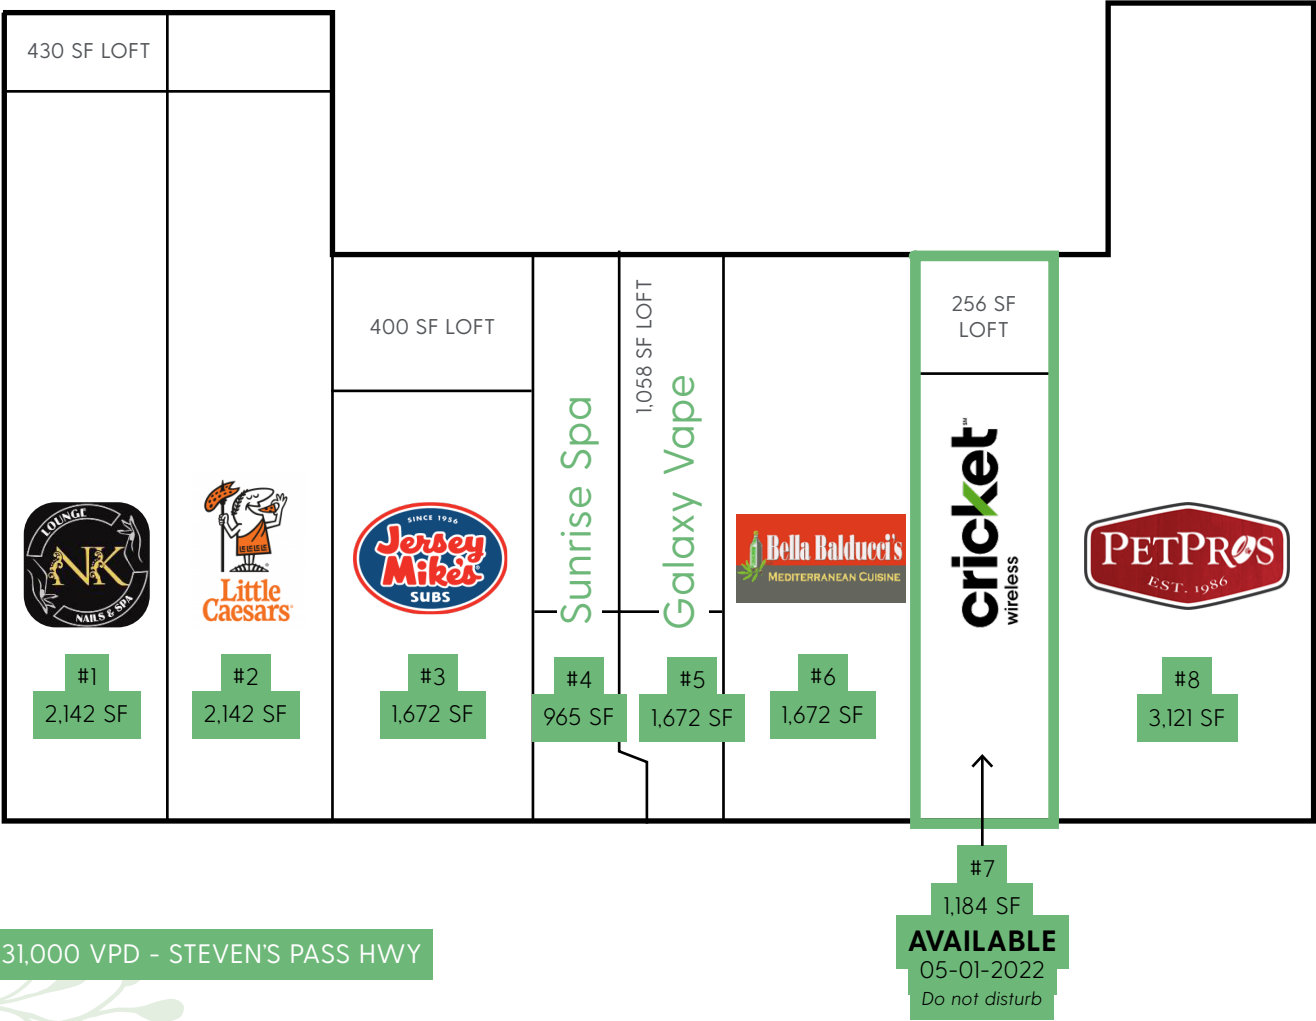 430 SF LOFT
400 SF LOFT
1,058 SF LOFT
256 SF
LOFT
LOUNGE
NK
NAILS & SPA
Little
Caesars
SINCE 1956
Jersey
Mike's
SUBS
Sunrise Spa
Galaxy Vape
Bella Balducci's
MEDITERRANEAN CUISINE
cricket℠
wireless
PETPROS
EST. 1986
#1
2,142 SF
#2
2,142 SF
#3
1,672 SF
#4
965 SF
#5
1,672 SF
#6
1,672 SF
#8
3,121 SF
#7
1,184 SF
AVAILABLE
05-01-2022
Do not disturb
31,000 VPD - STEVEN'S PASS HWY